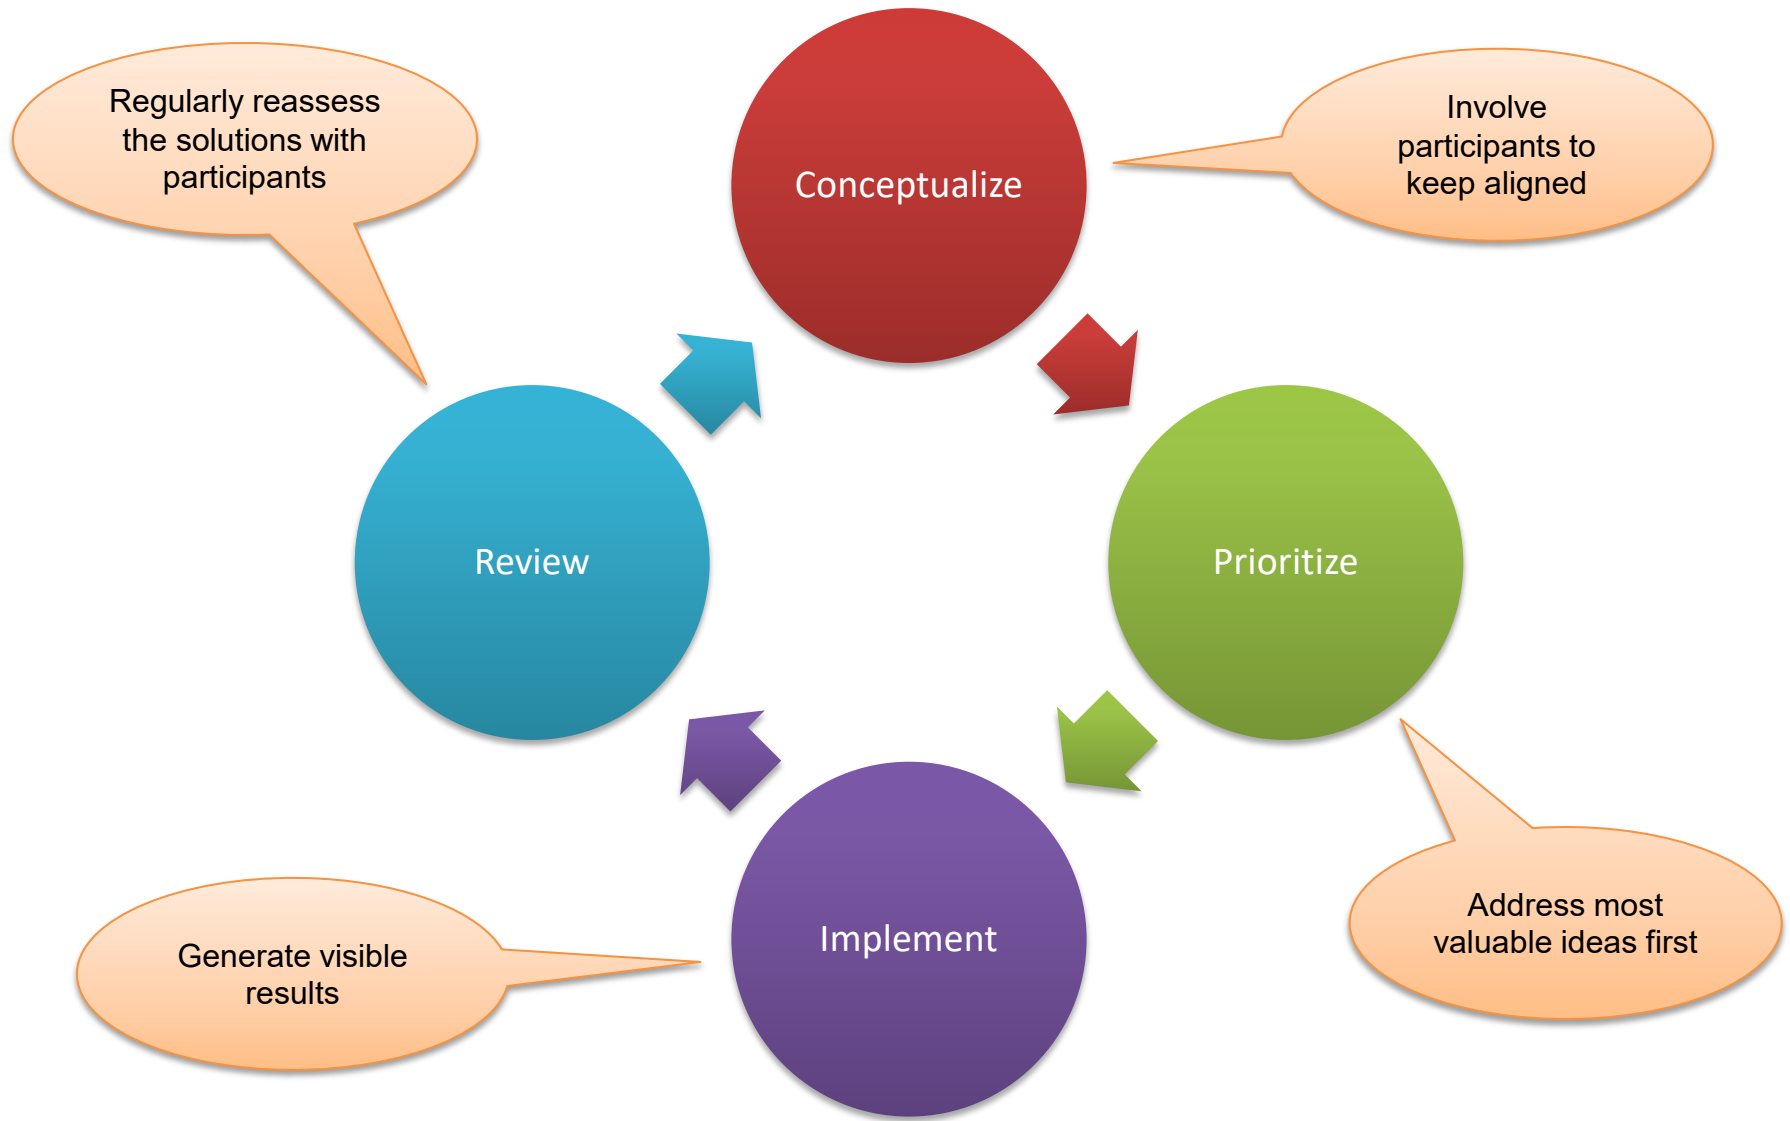 Regularly reassess
the solutions with
participants
Conceptualize
Involve
participants to
keep aligned
Review
Prioritize
Implement
Generate visible
results
Address most
valuable ideas first